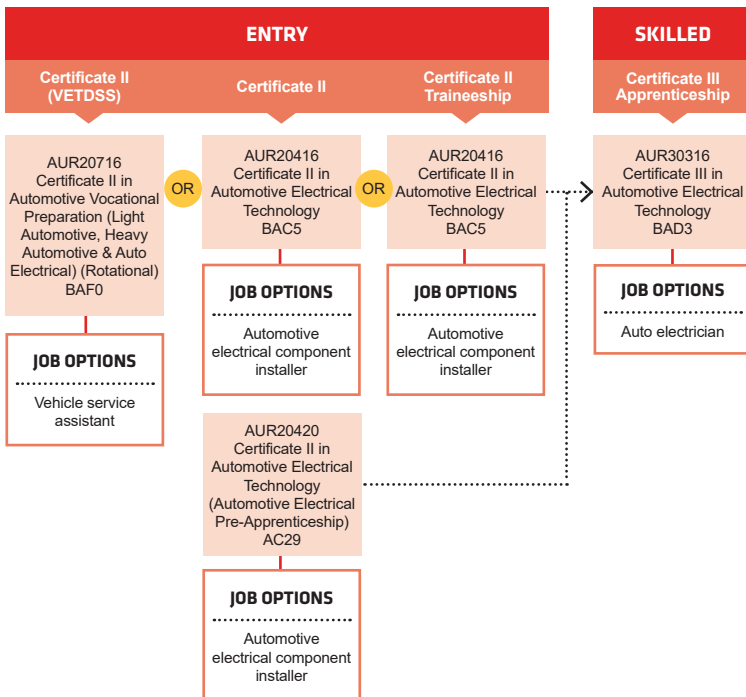 ENTRY
SKILLED
Certificate II
(VETDSS)
Certificate II
Certificate II
Traineeship
Certificate III
Apprenticeship
AUR20716
Certificate II in
Automotive Vocational
Preparation (Light
Automotive, Heavy
Automotive & Auto
Electrical) (Rotational)
BAF0
JOB OPTIONS
Vehicle service
assistant
OR
AUR20416
Certificate II in
Automotive Electrical
Technology
BAC5
JOB OPTIONS
Automotive
electrical component
installer
OR
AUR20416
Certificate II in
Automotive Electrical
Technology
BAC5
JOB OPTIONS
Automotive
electrical component
installer
AUR30316
Certificate III in
Automotive Electrical
Technology
BAD3
JOB OPTIONS
Auto electrician
AUR20420
Certificate II in
Automotive Electrical
Technology
(Automotive Electrical
Pre-Apprenticeship)
AC29
JOB OPTIONS
Automotive
electrical component
installer